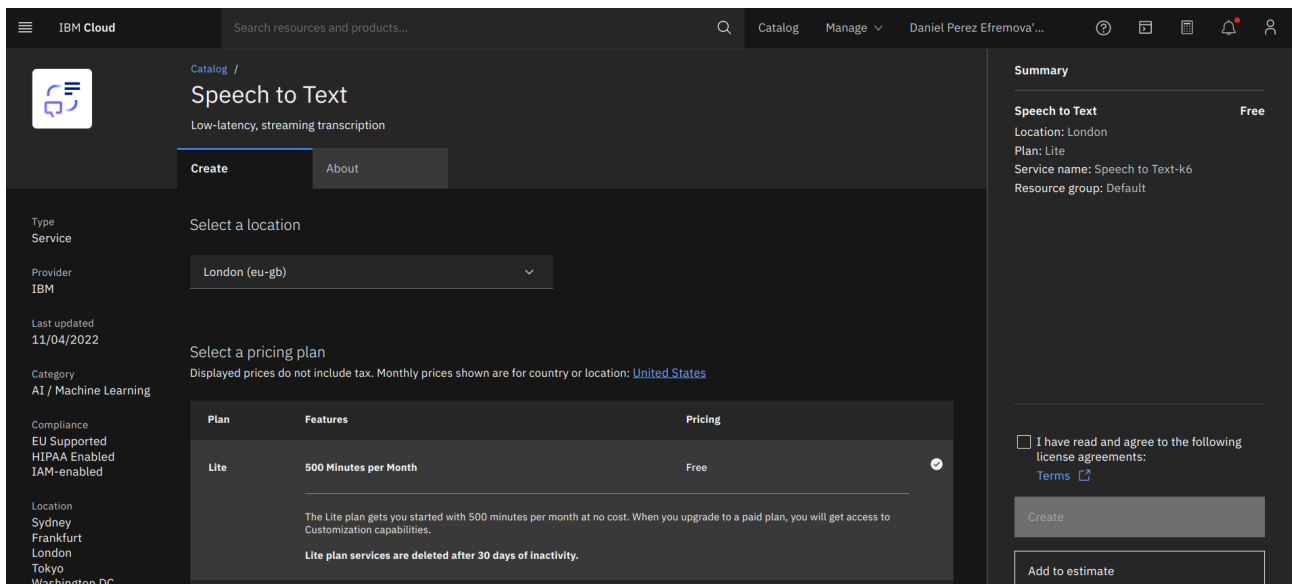 IBM Cloud
Search resources and products...
Catalog
Manage
Daniel Perez Efremova'...
Catalog /
Speech to Text
Low-latency, streaming transcription
Create
About
Type
Service
Provider
IBM
Last updated
11/04/2022
Category
AI / Machine Learning
Compliance
EU Supported
HIPAA Enabled
IAM-enabled
Location
Sydney
Frankfurt
London
Tokyo
Washington DC
Select a location
London (eu-gb)
Select a pricing plan
Displayed prices do not include tax. Monthly prices shown are for country or location: United States
Plan Features Pricing
Lite 500 Minutes per Month Free
The Lite plan gets you started with 500 minutes per month at no cost. When you upgrade to a paid plan, you will get access to
Customization capabilities.
Lite plan services are deleted after 30 days of inactivity.
Summary
Speech to Text Free
Location: London
Plan: Lite
Service name: Speech to Text-k6
Resource group: Default
I have read and agree to the following
license agreements:
Terms
Create
Add to estimate